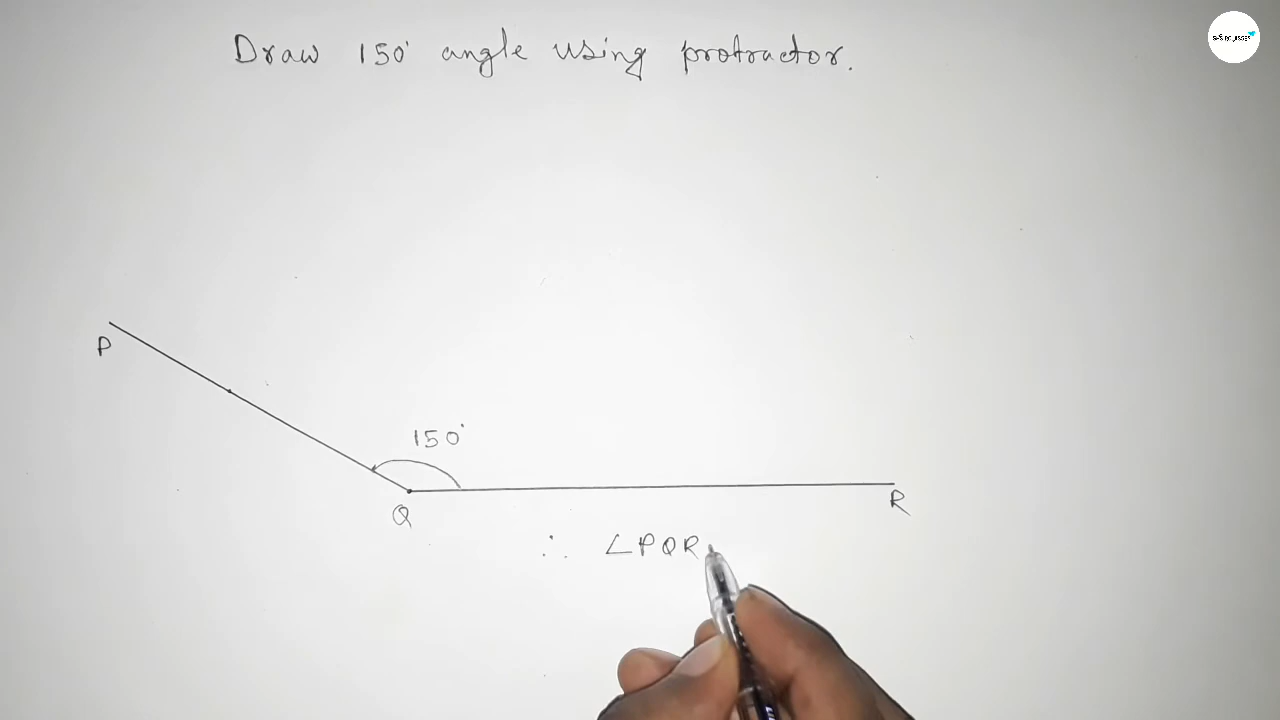 Draw 150° angle using protractor.
P
150°
Q
R
∴ ∠PQR